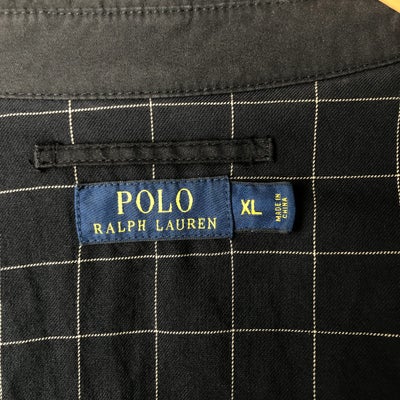 POLO
RALPH LAUREN
XL
MADE IN
CHINA